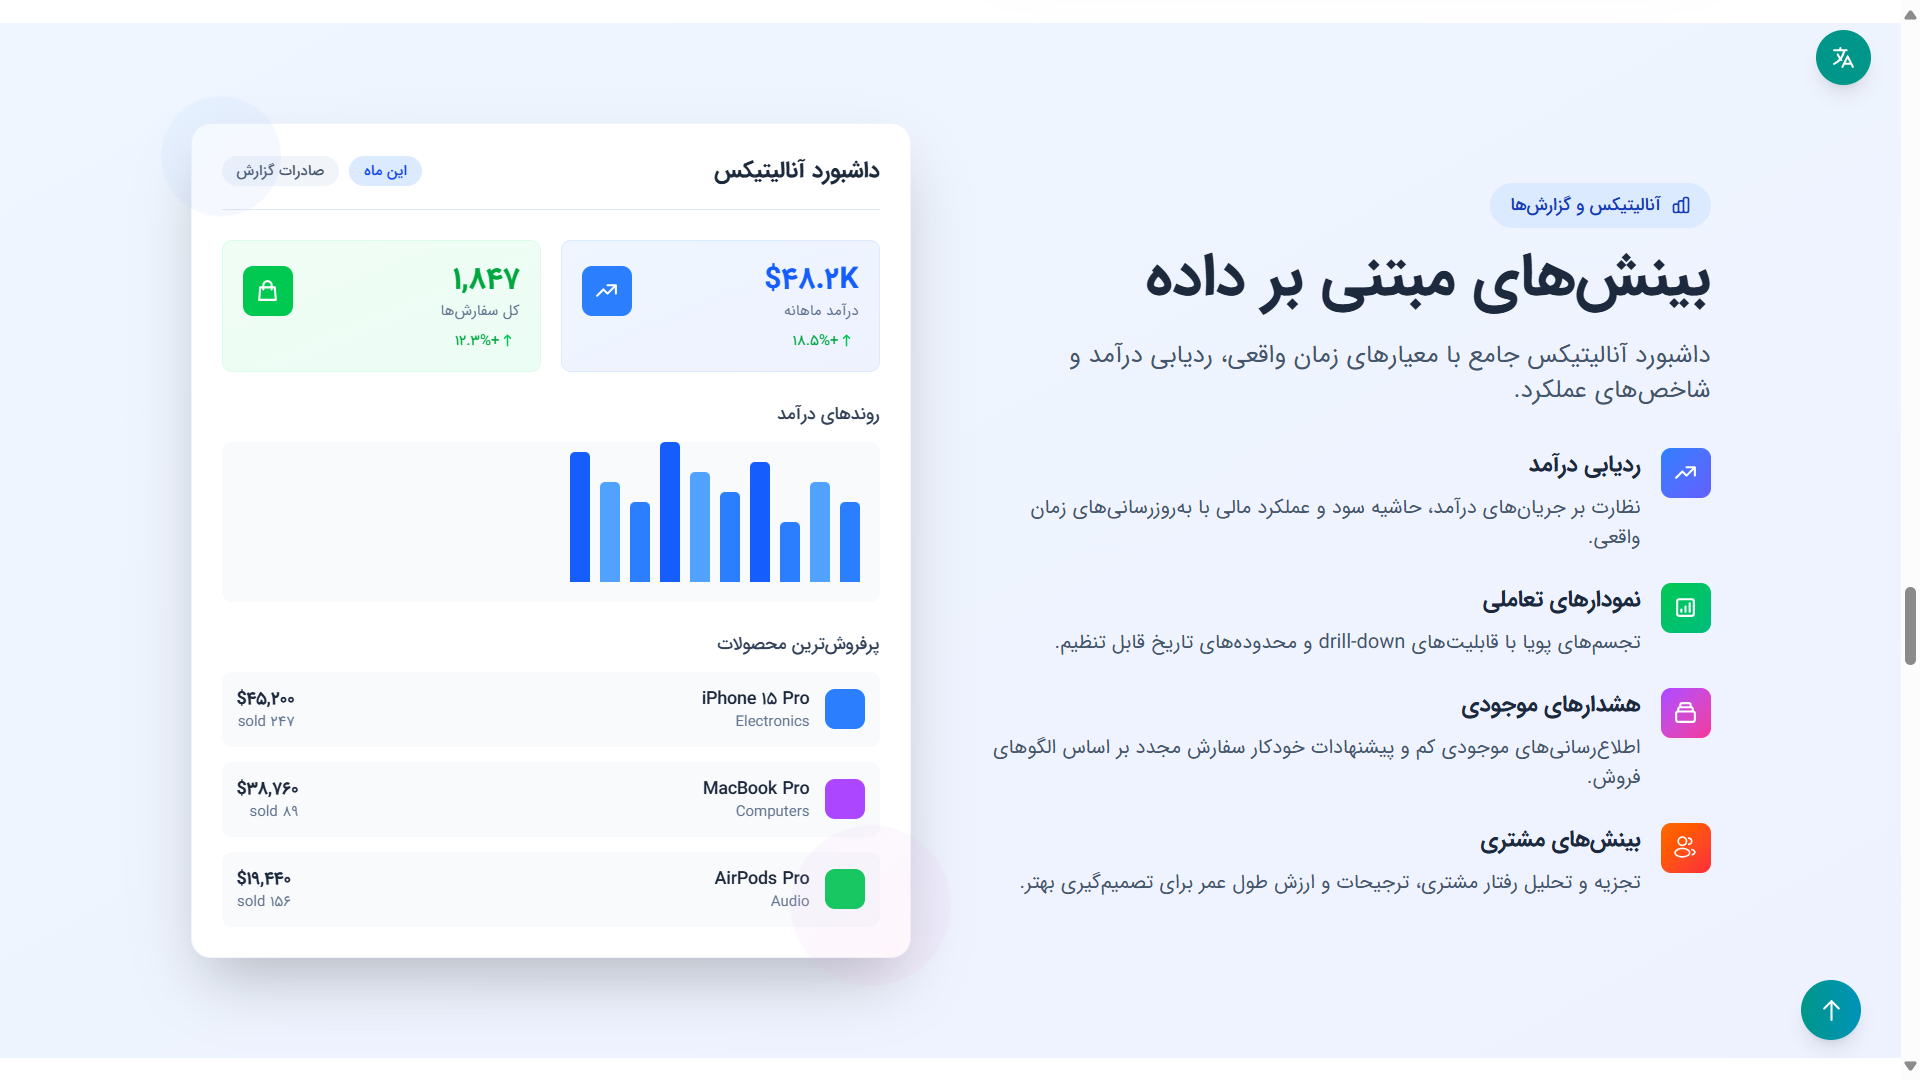 آنالیتیکس و گزارش‌ها
بینش‌های مبتنی بر داده
داشبورد آنالیتیکس جامع با معیارهای زمان واقعی، ردیابی درآمد و
شاخص‌های عملکرد.
ردیابی درآمد
نظارت بر جریان‌های درآمد، حاشیه سود و عملکرد مالی با به‌روزرسانی‌های زمان
واقعی.
نمودارهای تعاملی
تجسم‌های پویا با قابلیت‌های drill-down و محدوده‌های تاریخ قابل تنظیم.
هشدارهای موجودی
اطلاع‌رسانی‌های موجودی کم و پیشنهادات خودکار سفارش مجدد بر اساس الگوهای
فروش.
بینش‌های مشتری
تجزیه و تحلیل رفتار مشتری، ترجیحات و ارزش طول عمر برای تصمیم‌گیری بهتر.
داشبورد آنالیتیکس
این ماه
صادرات گزارش
$۴۸.۲K
درآمد ماهانه
↑ +۱۸.۵%
۱,۸۴۷
کل سفارش‌ها
↑ +۱۲.۳%
روندهای درآمد
پرفروش‌ترین محصولات
iPhone ۱۵ Pro
Electronics
$۴۵,۲۰۰
sold ۲۴۷
MacBook Pro
Computers
$۳۸,۷۶۰
sold ۸۹
AirPods Pro
Audio
$۱۹,۴۴۰
sold ۱۵۶